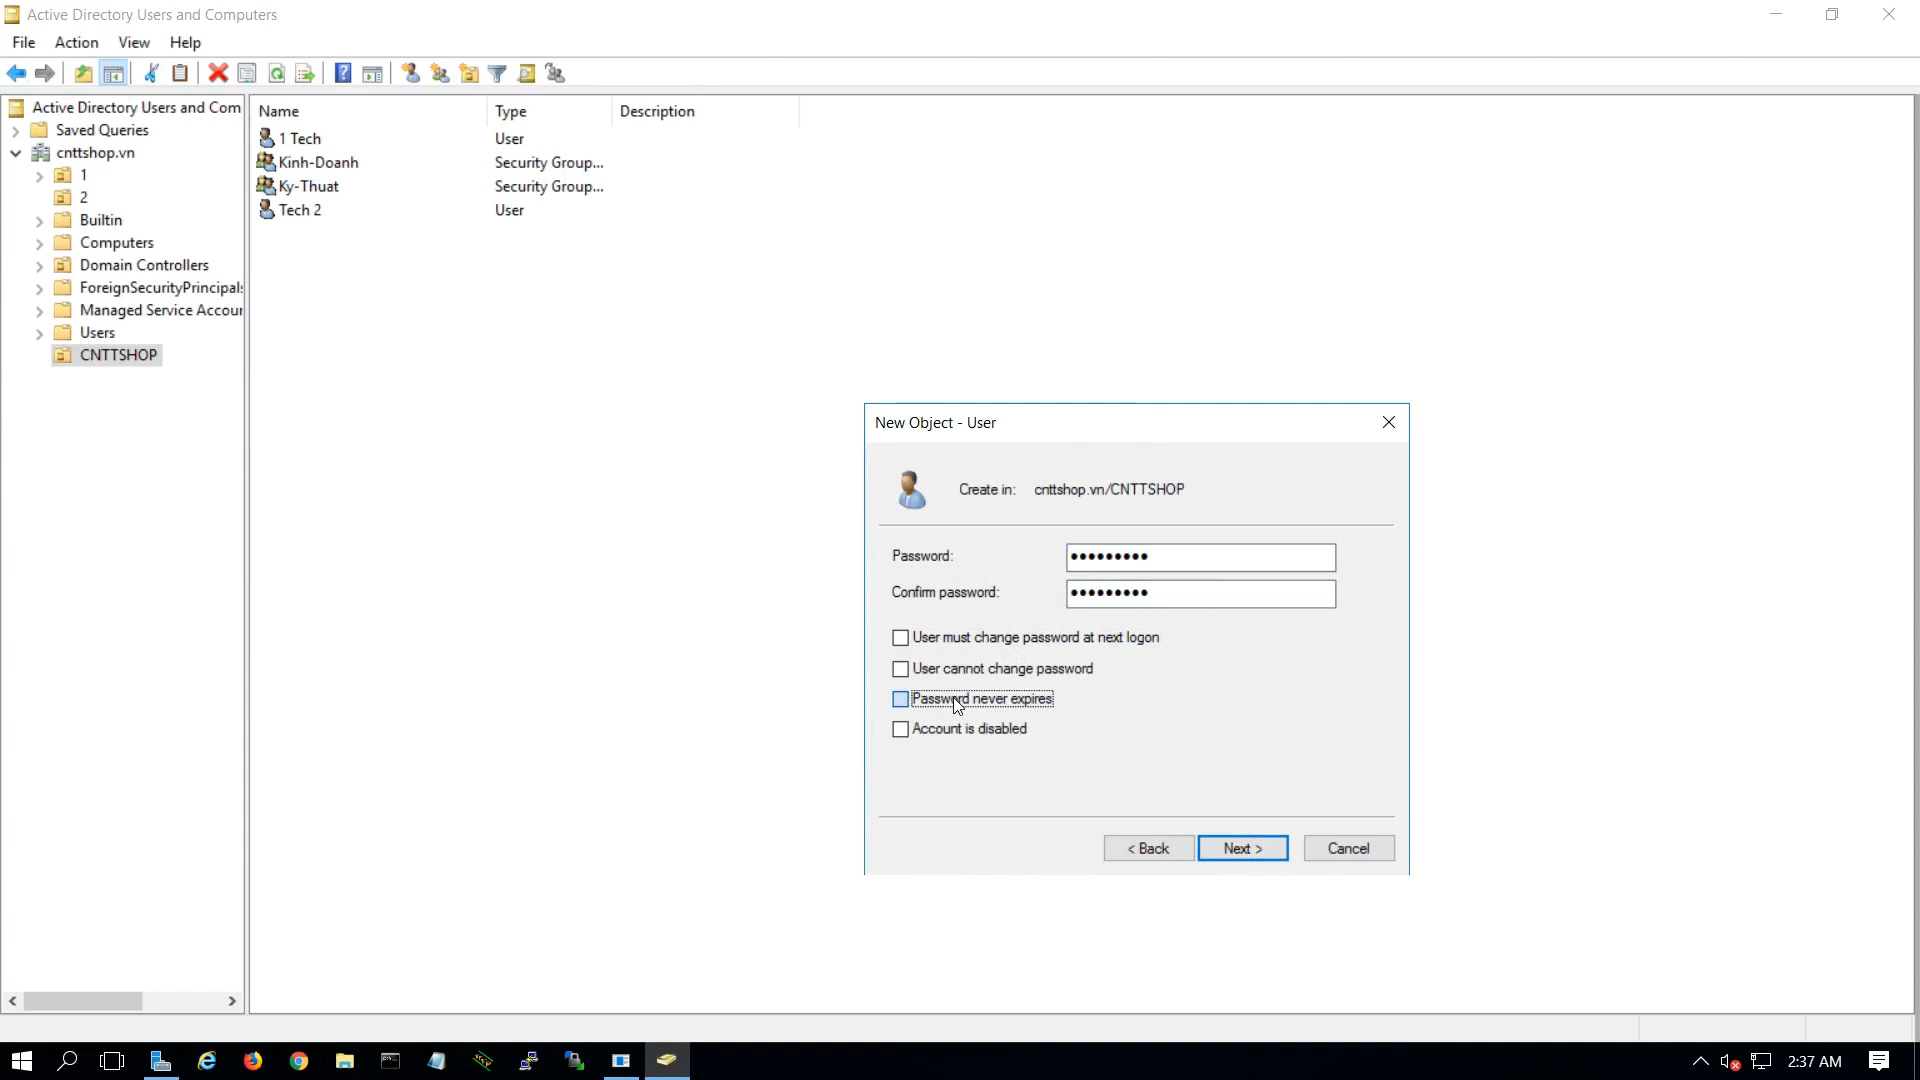 Active Directory Users and Computers
File Action View Help
Active Directory Users and Com
Saved Queries
cnttshop.vn
1
2
Builtin
Computers
Domain Controllers
ForeignSecurityPrincipals
Managed Service Accour
Users
CNTTSHOP
Name Type Description
1 Tech User
Kinh-Doanh Security Group...
Ky-Thuat Security Group...
Tech 2 User
New Object - User
Create in: cnttshop.vn/CNTTSHOP
Password: •••••••••
Confirm password: •••••••••
User must change password at next logon
User cannot change password
Password never expires
Account is disabled
< Back Next > Cancel
2:37 AM